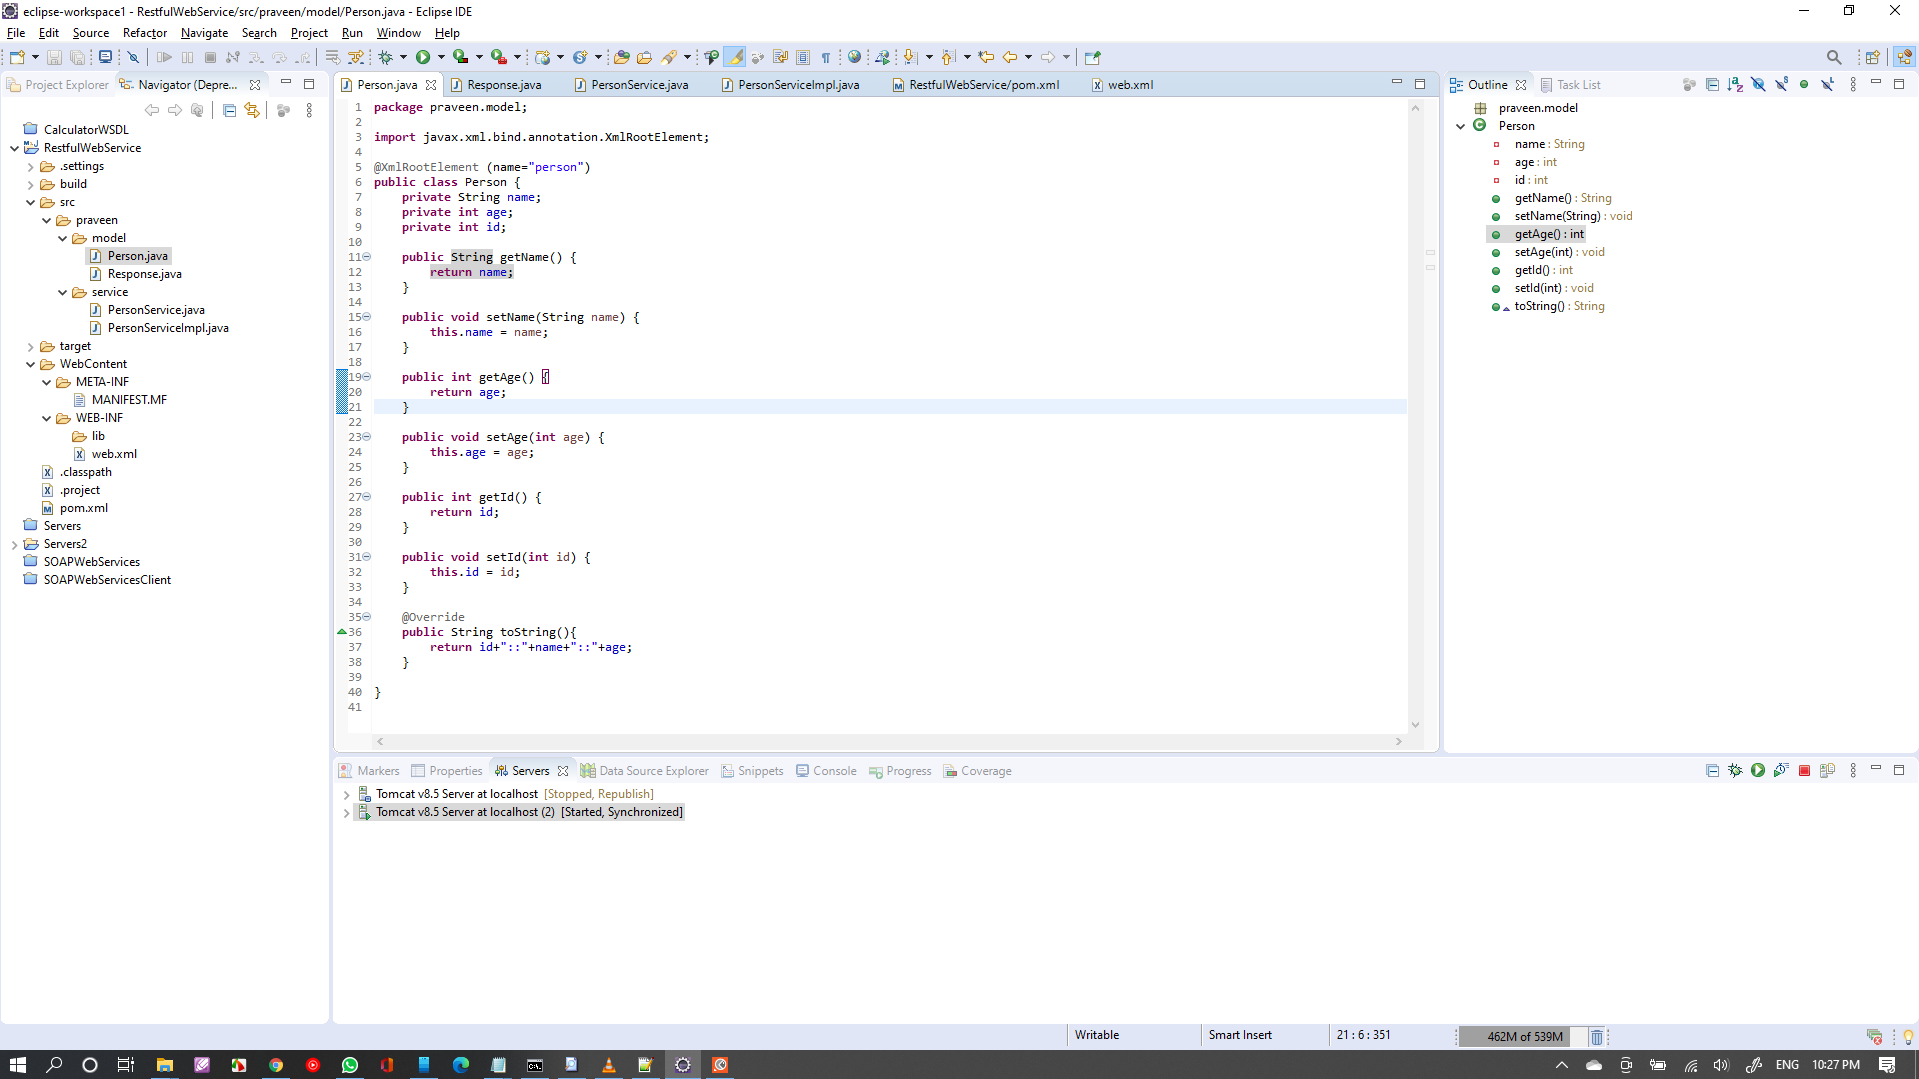 eclipse-workspace1 - RestfulWebService/src/praveen/model/Person.java - Eclipse IDE
File Edit Source Refactor Navigate Search Project Run Window Help
Project Explorer
Navigator (Depre...
CalculatorWSDL
RestfulWebService
.settings
build
src
praveen
model
Person.java
Response.java
service
PersonService.java
PersonServiceImpl.java
target
WebContent
META-INF
MANIFEST.MF
WEB-INF
lib
web.xml
.classpath
.project
pom.xml
Servers
Servers2
SOAPWebServices
SOAPWebServicesClient
Person.java Response.java PersonService.java PersonServiceImpl.java RestfulWebService/pom.xml web.xml
1 package praveen.model;
2
3 import javax.xml.bind.annotation.XmlRootElement;
4
5 @XmlRootElement (name="person")
6 public class Person {
7 private String name;
8 private int age;
9 private int id;
10
11 public String getName() {
12 return name;
13 }
14
15 public void setName(String name) {
16 this.name = name;
17 }
18
19 public int getAge() {
20 return age;
21 }
22
23 public void setAge(int age) {
24 this.age = age;
25 }
26
27 public int getId() {
28 return id;
29 }
30
31 public void setId(int id) {
32 this.id = id;
33 }
34
35 @Override
36 public String toString(){
37 return id+"::"+name+"::"+age;
38 }
39
40 }
41
Outline Task List
praveen.model
Person
name : String
age : int
id : int
getName() : String
setName(String) : void
getAge() : int
setAge(int) : void
getId() : int
setId(int) : void
toString() : String
Markers Properties Servers Data Source Explorer Snippets Console Progress Coverage
Tomcat v8.5 Server at localhost [Stopped, Republish]
Tomcat v8.5 Server at localhost (2) [Started, Synchronized]
Writable Smart Insert 21 : 6 : 351 462M of 539M
ENG 10:27 PM